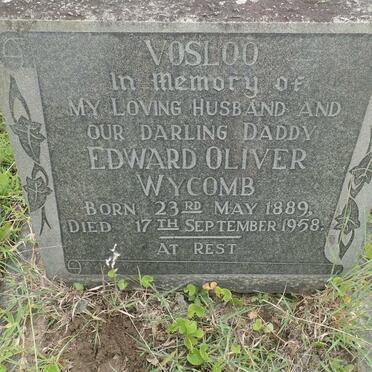 VOSLOO
In Memory of
MY LOVING HUSBAND AND
OUR DARLING DADDY
EDWARD OLIVER
WYCOMB
BORN 23RD MAY 1889.
DIED 17TH SEPTEMBER 1958.
AT REST